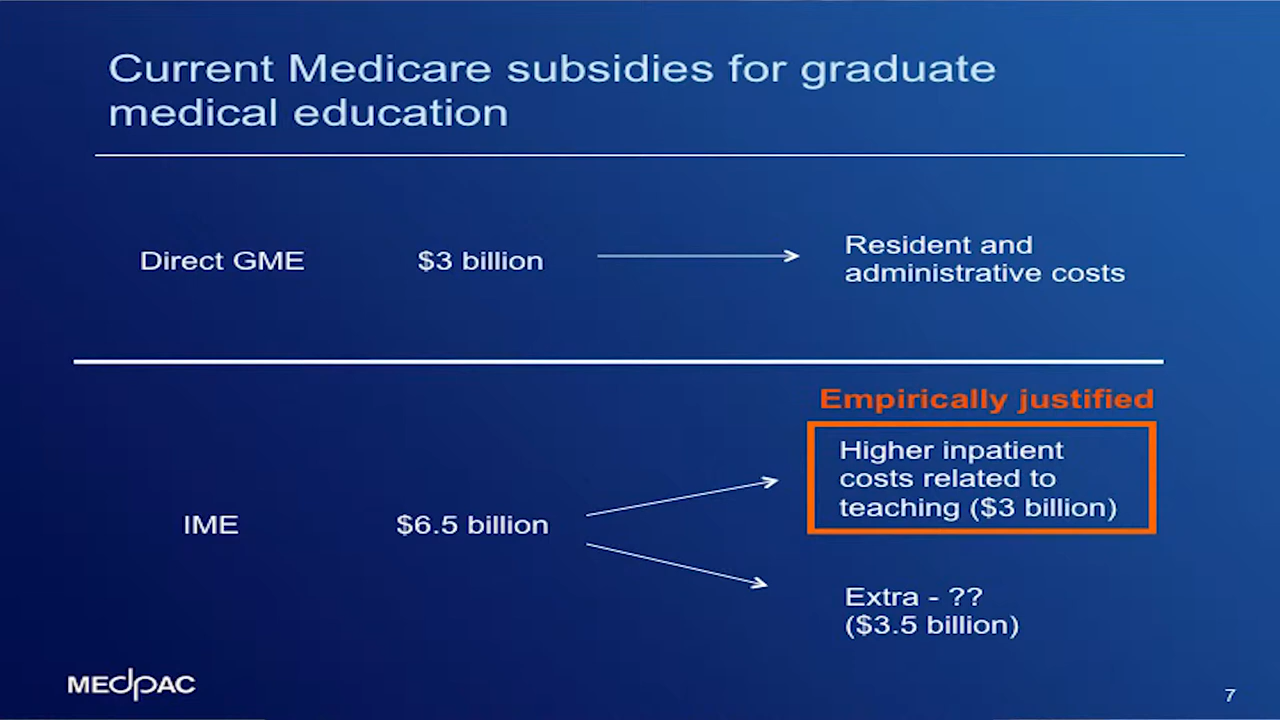 Current Medicare subsidies for graduate
medical education
Direct GME
$3 billion
Resident and
administrative costs
Empirically justified
Higher inpatient
costs related to
teaching ($3 billion)
IME
$6.5 billion
Extra - ??
($3.5 billion)
MEdpAC
7